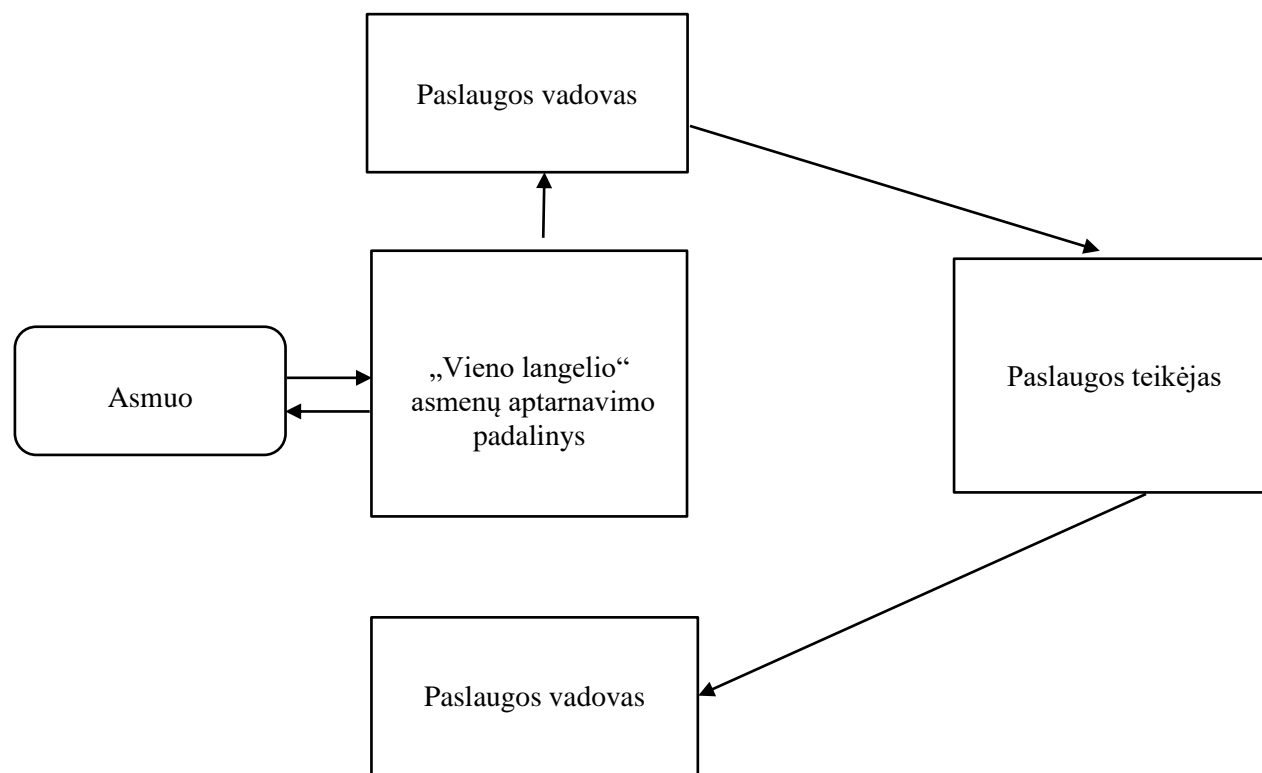 Paslaugos vadovas
Asmuo
„Vieno langelio“
asmenų aptarnavimo
padalinys
Paslaugos teikėjas
Paslaugos vadovas